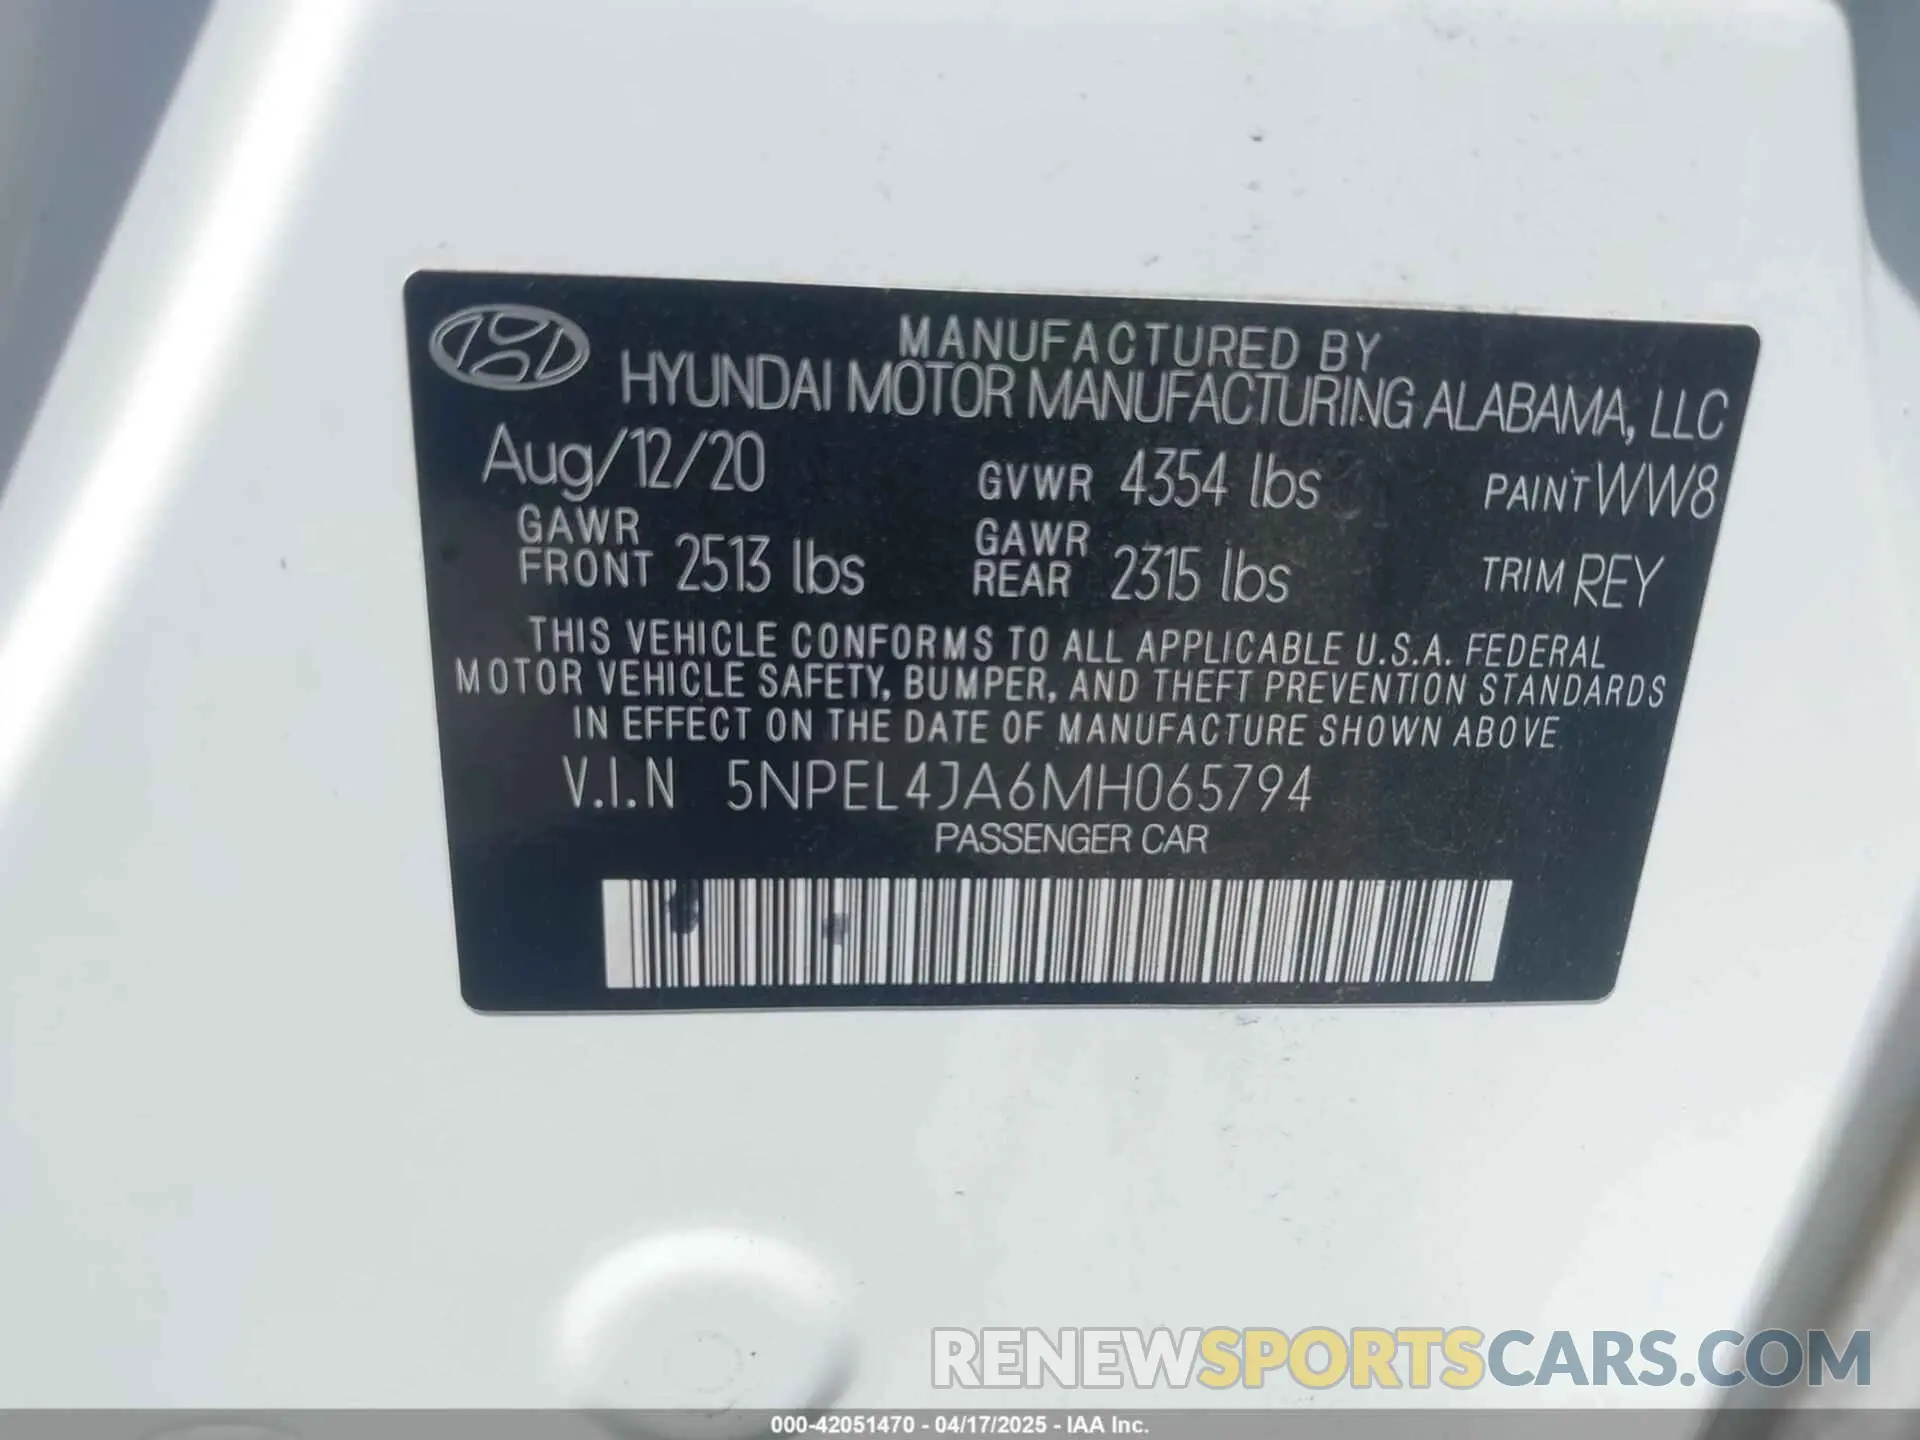 MANUFACTURED BY
HYUNDAI MOTOR MANUFACTURING ALABAMA, LLC
Aug/12/20 GVWR 4354 lbs PAINT WW8
GAWR FRONT 2513 lbs GAWR REAR 2315 lbs TRIM REY
THIS VEHICLE CONFORMS TO ALL APPLICABLE U.S.A. FEDERAL
MOTOR VEHICLE SAFETY, BUMPER, AND THEFT PREVENTION STANDARDS
IN EFFECT ON THE DATE OF MANUFACTURE SHOWN ABOVE
V.I.N 5NPEL4JA6MH065794
PASSENGER CAR
RENEWSPORTSCARS.COM
000-42051470 - 04/17/2025 - IAA Inc.